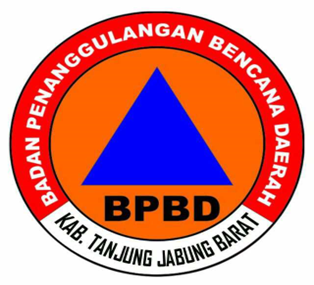 BADAN PENANGGULANGAN BENCANA DAERAH
BPBD
KAB. TANJUNG JABUNG BARAT